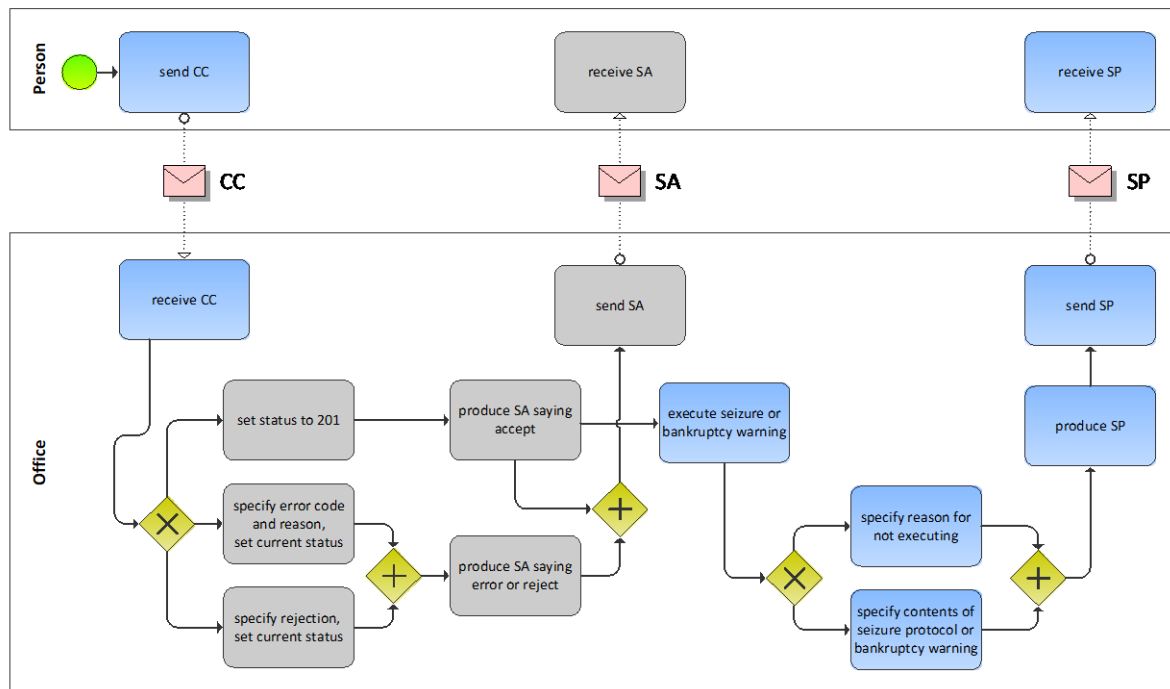 Person
send CC
receive SA
receive SP
CC
SA
SP
Office
receive CC
send SA
send SP
set status to 201
produce SA saying
accept
execute seizure or
bankruptcy warning
produce SP
specify error code
and reason,
set current status
specify reason for
not executing
produce SA saying
error or reject
specify rejection,
set current status
specify contents of
seizure protocol or
bankruptcy warning